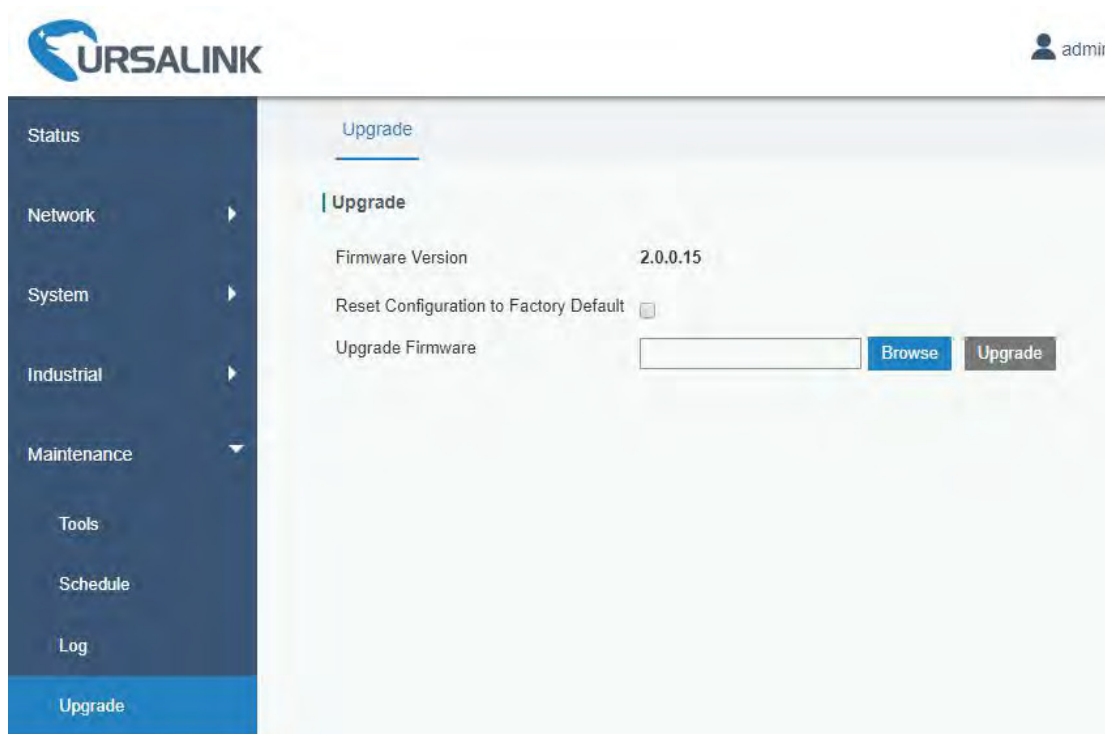 URSALINK
admin
Status
Network
System
Industrial
Maintenance
Tools
Schedule
Log
Upgrade
Upgrade
Upgrade
Firmware Version 2.0.0.15
Reset Configuration to Factory Default
Upgrade Firmware Browse Upgrade